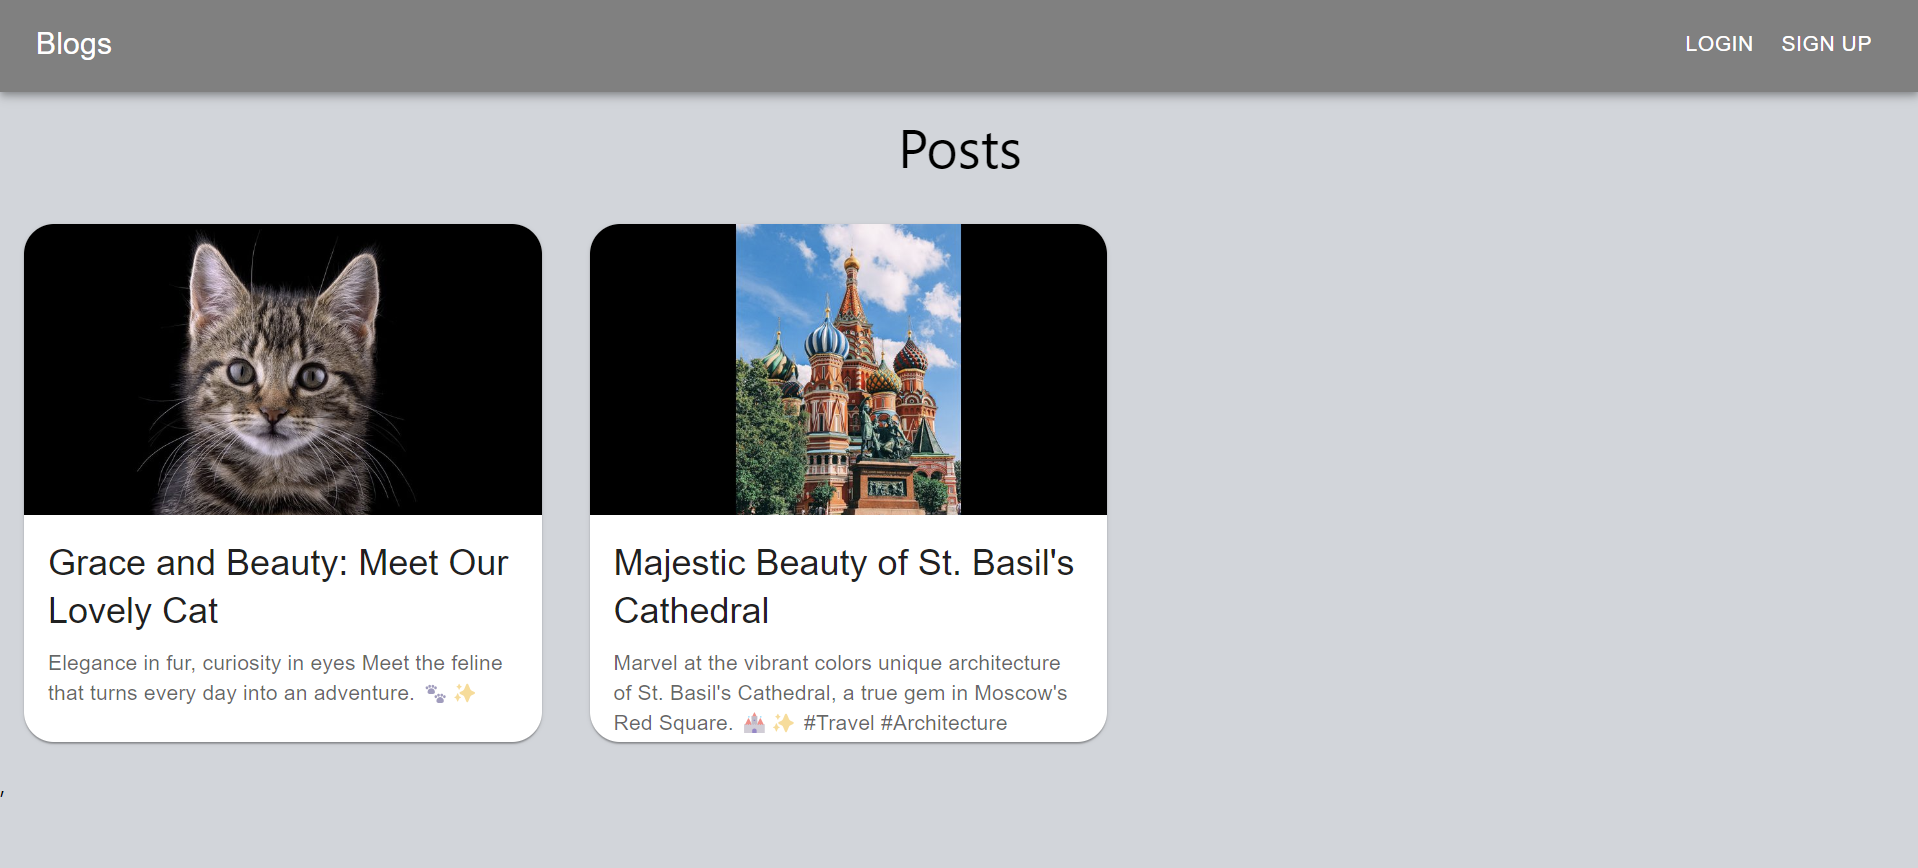 Blogs
LOGIN SIGN UP
Posts
Grace and Beauty: Meet Our
Lovely Cat
Elegance in fur, curiosity in eyes Meet the feline
that turns every day into an adventure. 🐾 ✨
Majestic Beauty of St. Basil's
Cathedral
Marvel at the vibrant colors unique architecture
of St. Basil's Cathedral, a true gem in Moscow's
Red Square. 🏰 ✨ #Travel #Architecture
,